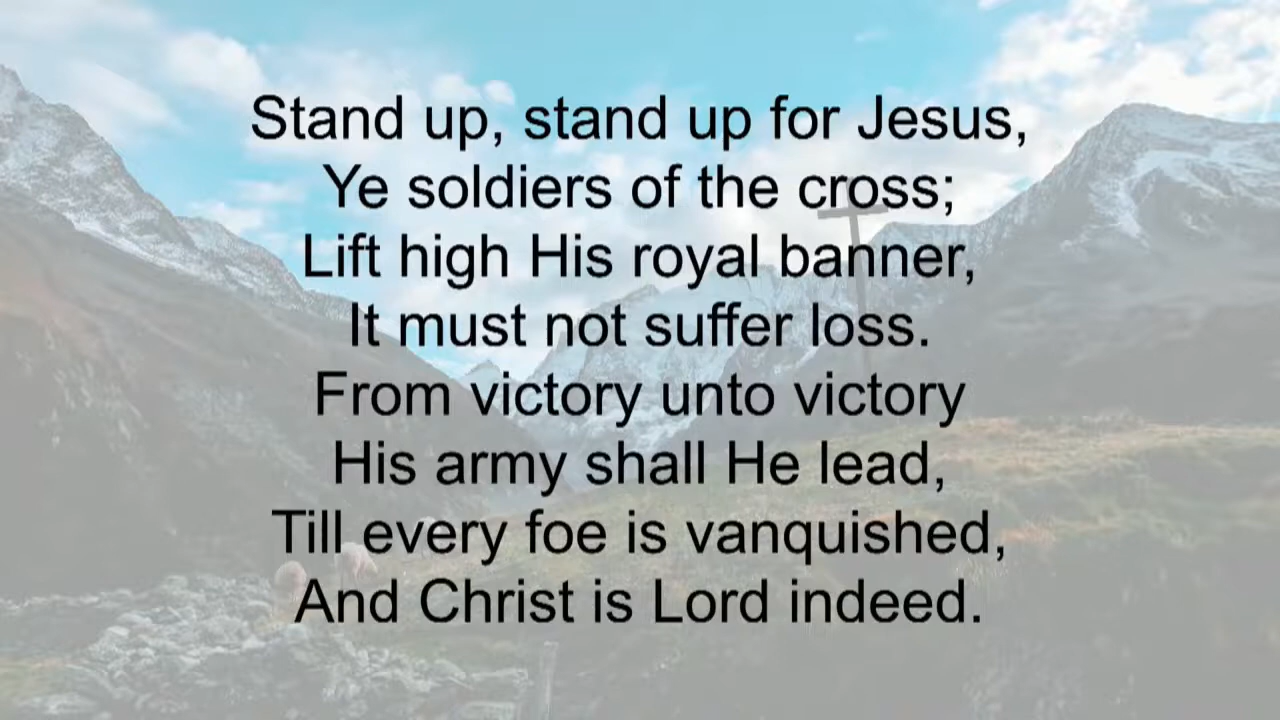 Stand up, stand up for Jesus,
Ye soldiers of the cross;
Lift high His royal banner,
It must not suffer loss.
From victory unto victory
His army shall He lead,
Till every foe is vanquished,
And Christ is Lord indeed.